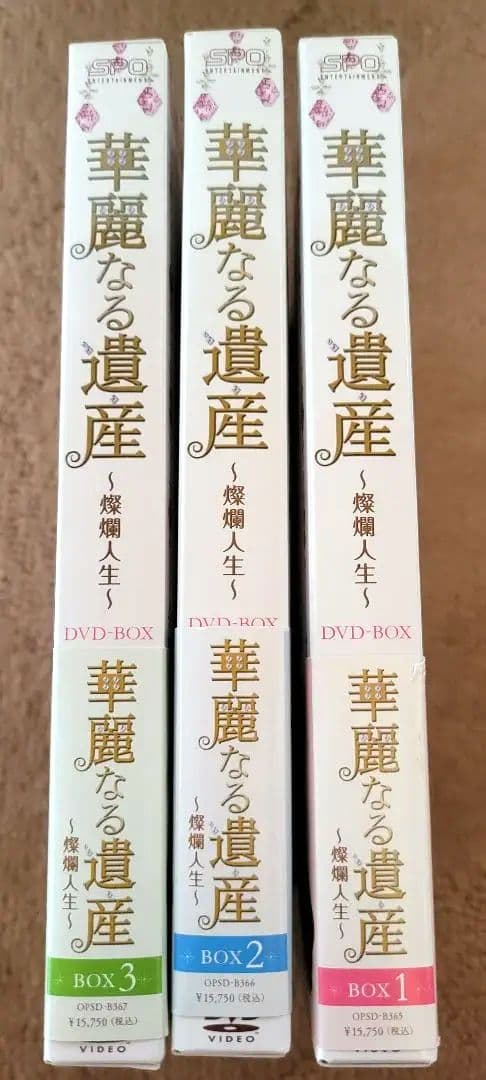 SPO
ENTERTAINMENT
華麗なる遺産
～燦爛人生～
DVD-BOX
華麗なる遺産
～燦爛人生～
BOX 3
OPSD-B367
¥15,750（税込）
VIDEO
SPO
ENTERTAINMENT
華麗なる遺産
～燦爛人生～
DVD-BOX
華麗なる遺産
～燦爛人生～
BOX 2
OPSD-B366
¥15,750（税込）
VIDEO
SPO
ENTERTAINMENT
華麗なる遺産
～燦爛人生～
DVD-BOX
華麗なる遺産
～燦爛人生～
BOX 1
OPSD-B365
¥15,750（税込）
VIDEO